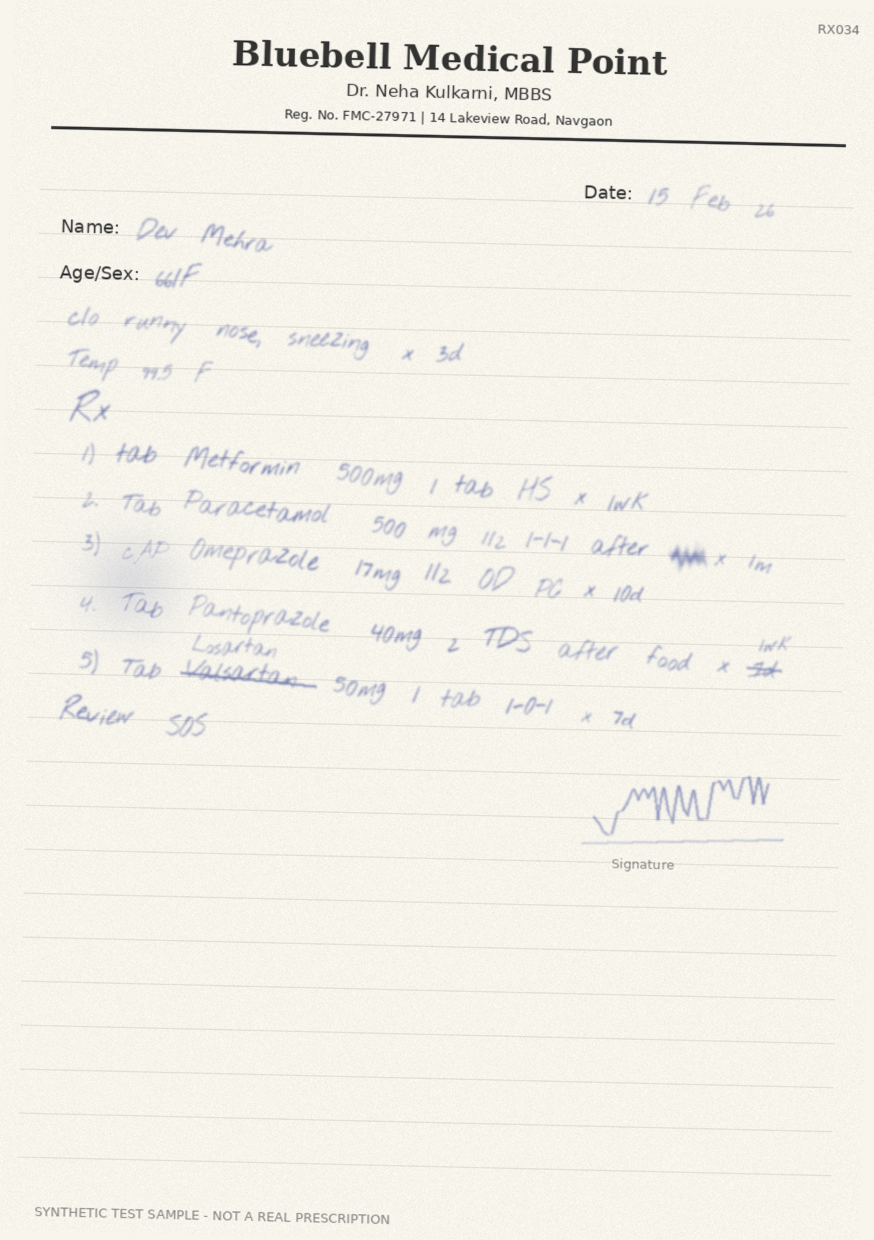 RX034
Bluebell Medical Point
Dr. Neha Kulkarni, MBBS
Reg. No. FMC-27971 | 14 Lakeview Road, Navgaon
Date: 15 Feb 26
Name: Dev Mehra
Age/Sex: 66/F
c/o runny nose, sneezing x 3d
Temp 99.5 F
Rx
1) tab Metformin 500mg 1 tab HS x 1wk
2. Tab Paracetamol 500 mg 1/2 1-1-1 after x 1m
3) cAP Omeprazole 17mg 1/2 OD PC x 10d
4. Tab Pantoprazole 40mg 2 TDS after food x 1wk
5) Tab Valsartan Losartan 50mg 1 tab 1-0-1 x 7d
Review SOS
Signature
SYNTHETIC TEST SAMPLE - NOT A REAL PRESCRIPTION